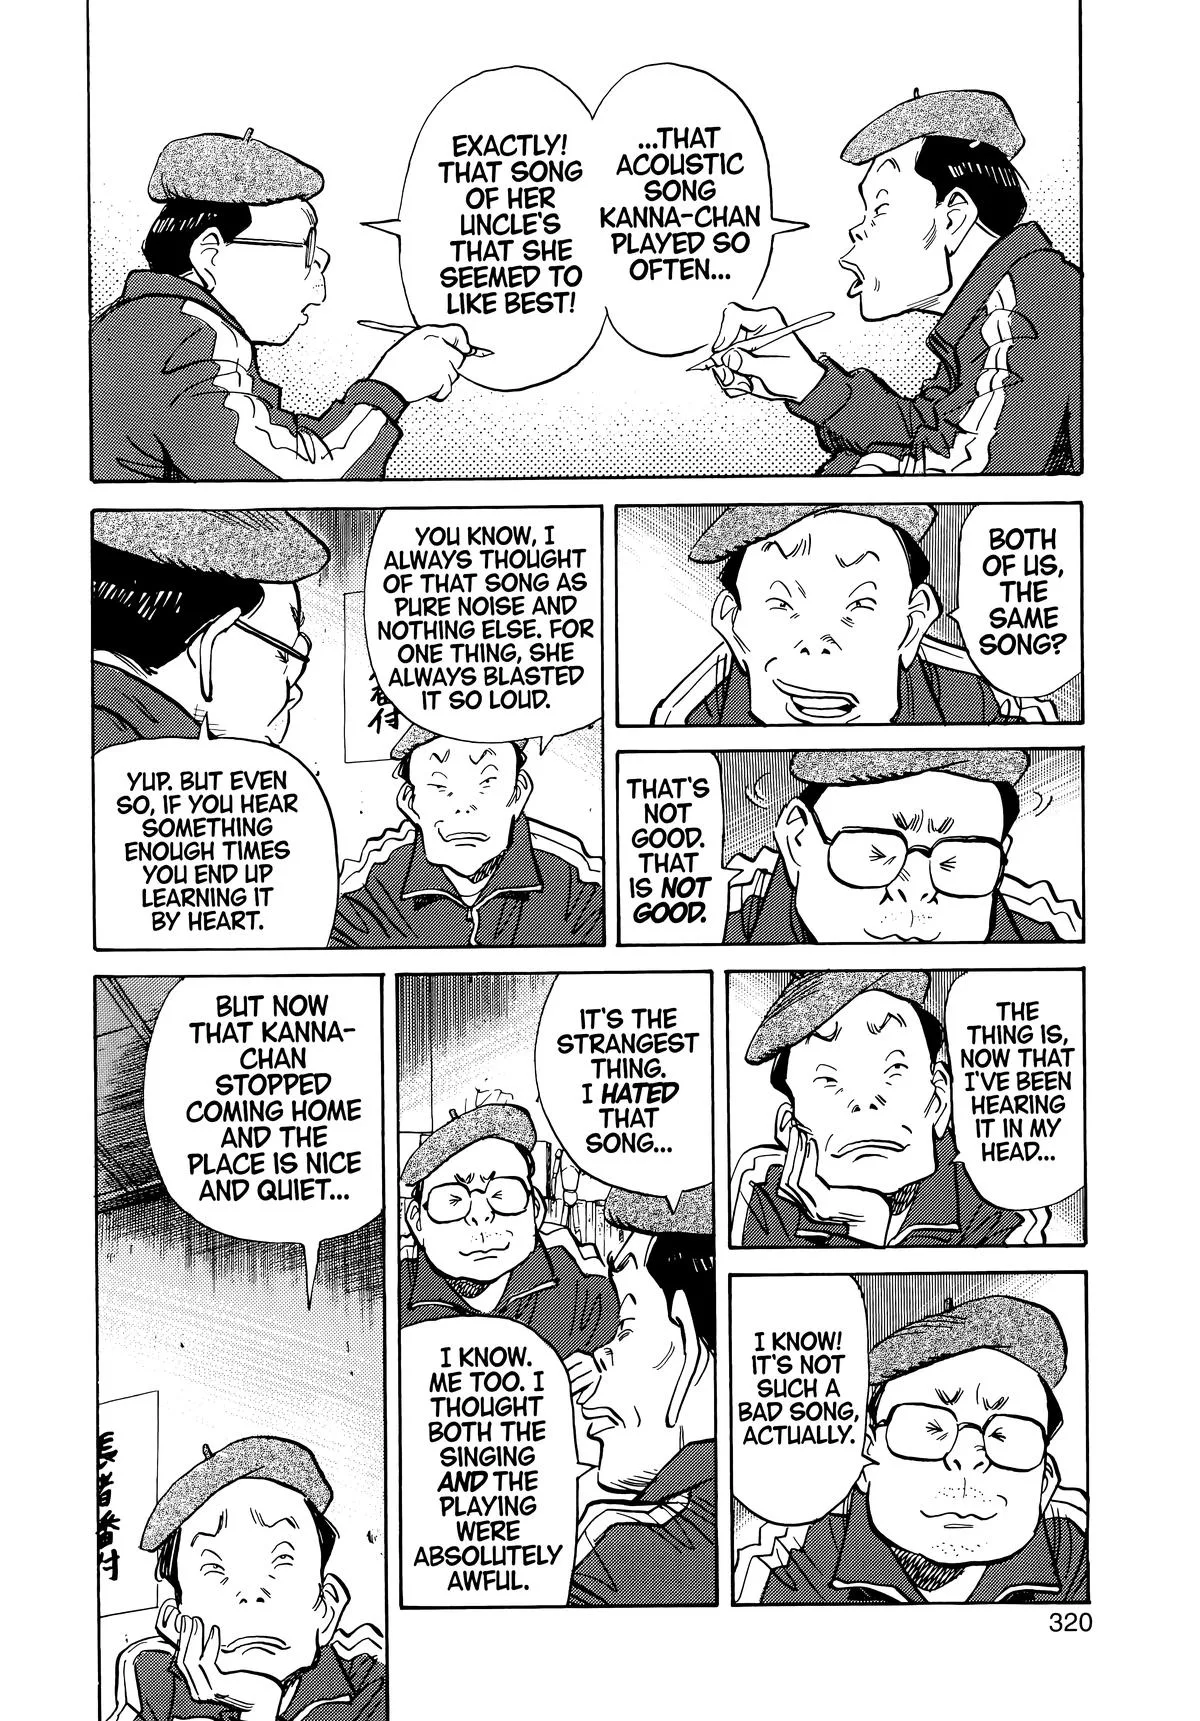 ...THAT
ACOUSTIC
SONG
KANNA-CHAN
PLAYED SO
OFTEN...
EXACTLY!
THAT SONG
OF HER
UNCLE'S
THAT SHE
SEEMED TO
LIKE BEST!
BOTH
OF US,
THE
SAME
SONG?
THAT'S
NOT
GOOD.
THAT
IS NOT
GOOD.
YOU KNOW, I
ALWAYS THOUGHT
OF THAT SONG AS
PURE NOISE AND
NOTHING ELSE. FOR
ONE THING, SHE
ALWAYS BLASTED
IT SO LOUD.
付
YUP. BUT EVEN
SO, IF YOU HEAR
SOMETHING
ENOUGH TIMES
YOU END UP
LEARNING IT
BY HEART.
THE
THING IS,
NOW THAT
I'VE BEEN
HEARING
IT IN MY
HEAD...
I KNOW!
IT'S NOT
SUCH A
BAD SONG,
ACTUALLY.
IT'S THE
STRANGEST
THING.
I HATED
THAT
SONG...
I KNOW.
ME TOO. I
THOUGHT
BOTH THE
SINGING
AND THE
PLAYING
WERE
ABSOLUTELY
AWFUL.
BUT NOW
THAT KANNA-
CHAN
STOPPED
COMING HOME
AND THE
PLACE IS NICE
AND QUIET...
長者番付
320